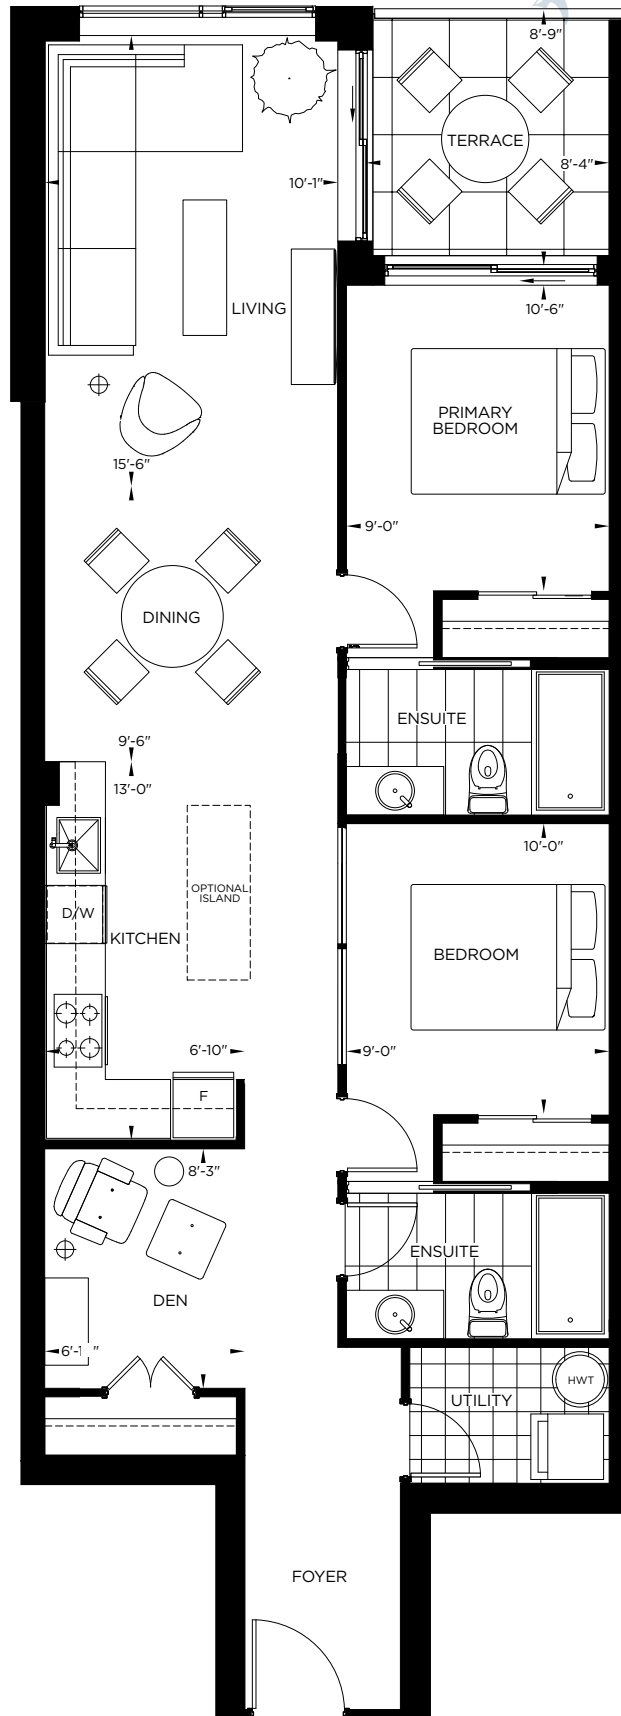 8'-9"
TERRACE
8'-4"
10'-1"
LIVING
10'-6"
PRIMARY
BEDROOM
15'-6"
9'-0"
DINING
ENSUITE
9'-6"
13'-0"
10'-0"
OPTIONAL
ISLAND
D/W
KITCHEN
BEDROOM
6'-10"
9'-0"
F
8'-3"
ENSUITE
DEN
HWT
UTILITY
FOYER